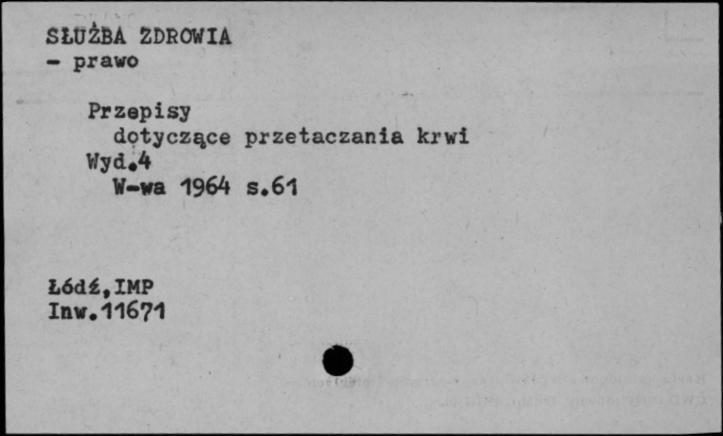 SŁUŻBA ZDROWIA
- prawo
Przepisy
dotyczące przetaczania krwi
Wyd.4
W-wa 1964 s.61
Łódź,IMP
Inw.11671